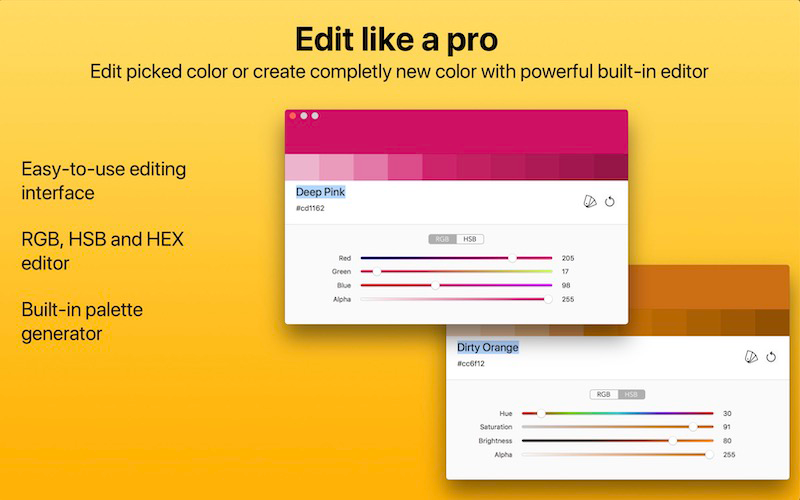 Edit like a pro
Edit picked color or create completly new color with powerful built-in editor
Easy-to-use editing
interface
RGB, HSB and HEX
editor
Built-in palette
generator
Deep Pink
#cd1162
RGB HSB
Red 205
Green 17
Blue 98
Alpha 255
Dirty Orange
#cc6f12
RGB HSB
Hue 30
Saturation 91
Brightness 80
Alpha 255